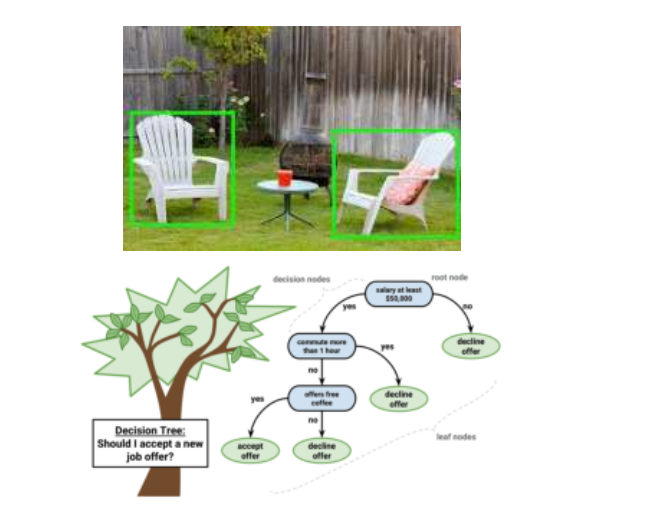 decision nodes
root node
salary at least
$50,000
yes
no
commute more
than 1 hour
decline
offer
yes
no
offers free
coffee
decline
offer
yes
no
Decision Tree:
Should I accept a new
job offer?
accept
offer
decline
offer
leaf nodes